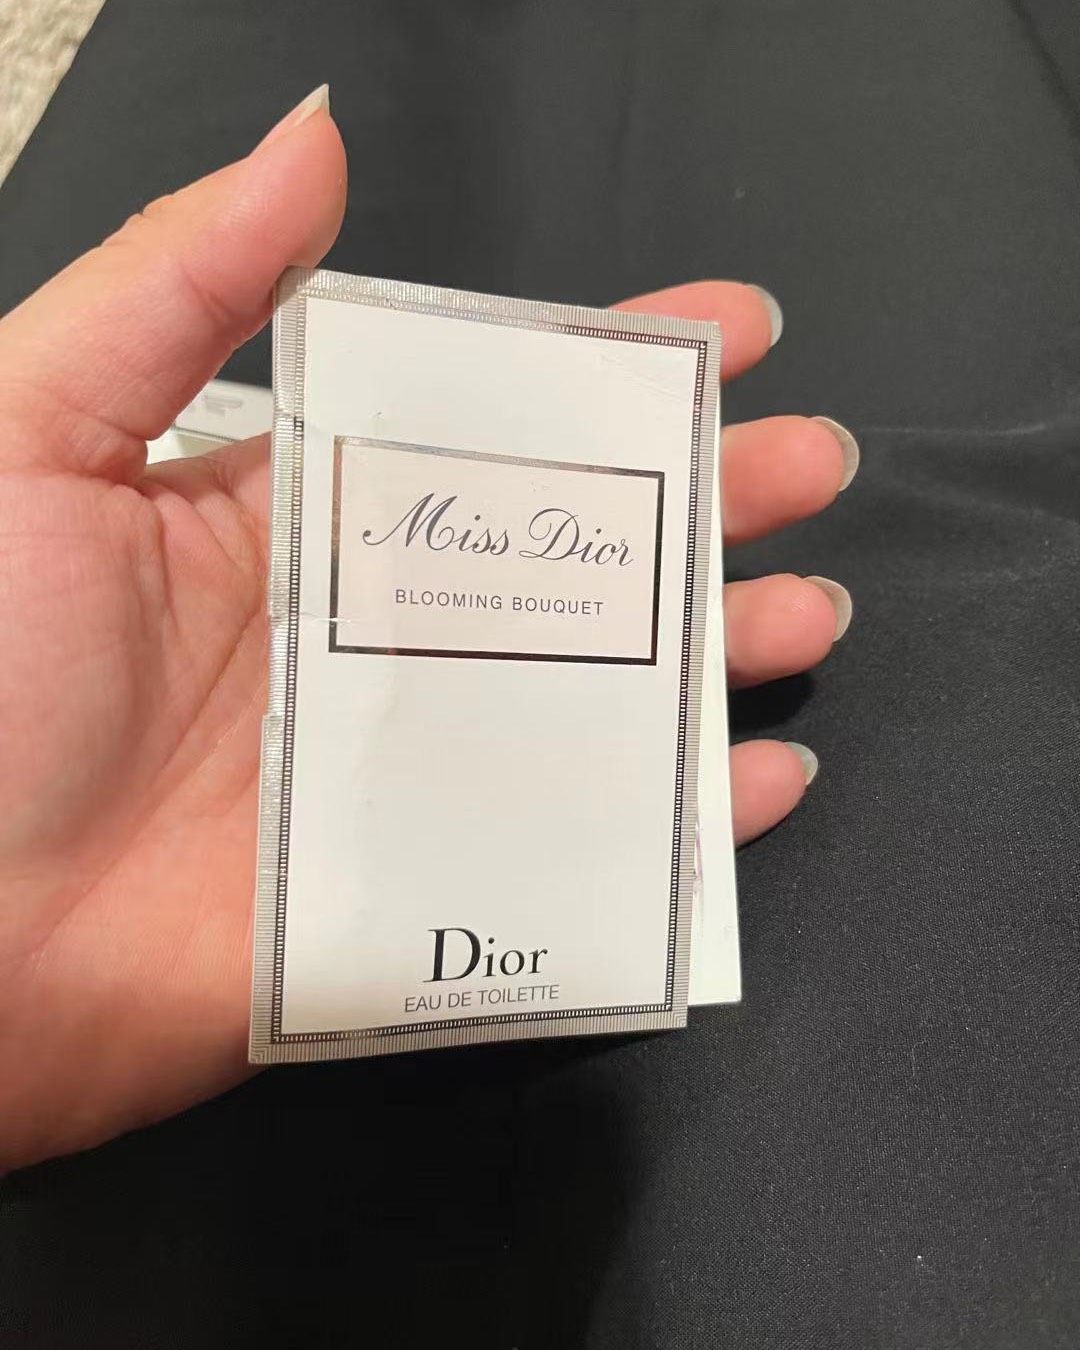 Miss Dior
BLOOMING BOUQUET
Dior
EAU DE TOILETTE